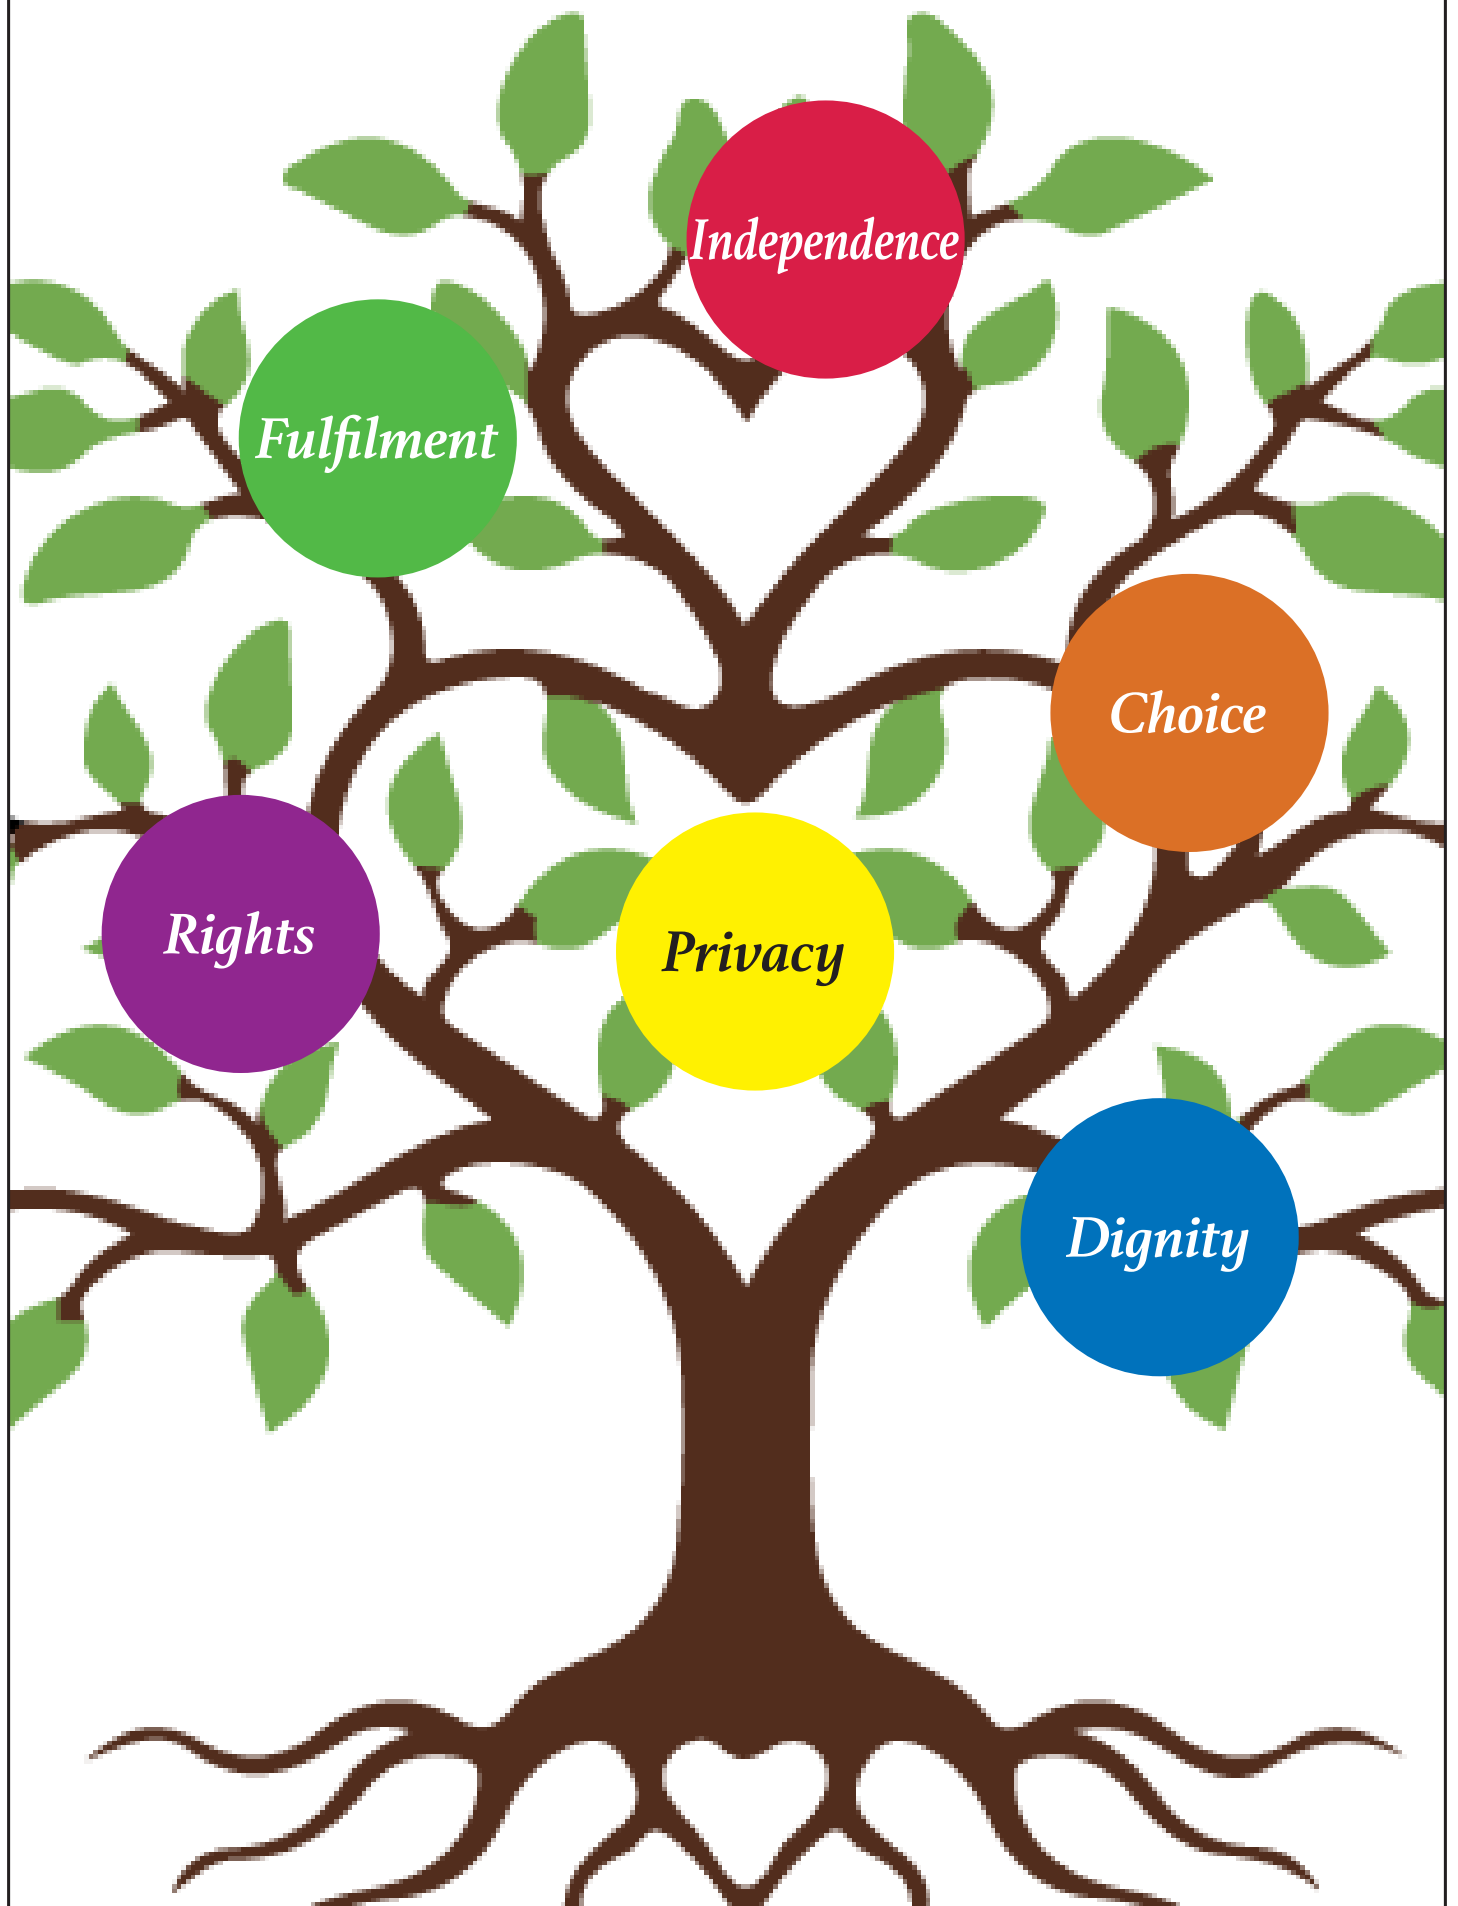 Independence
Fulfilment
Choice
Rights
Privacy
Dignity